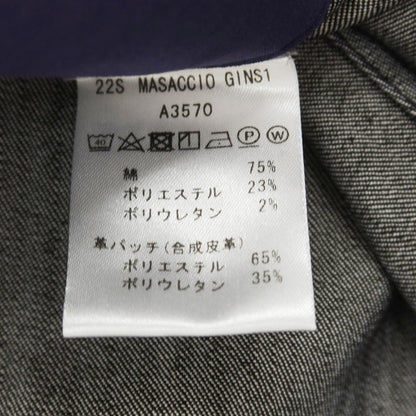 22S MASACCIO GINS1
A3570
40 P W
綿 75%
ポリエステル 23%
ポリウレタン 2%
革パッチ(合成皮革)
ポリエステル 65%
ポリウレタン 35%